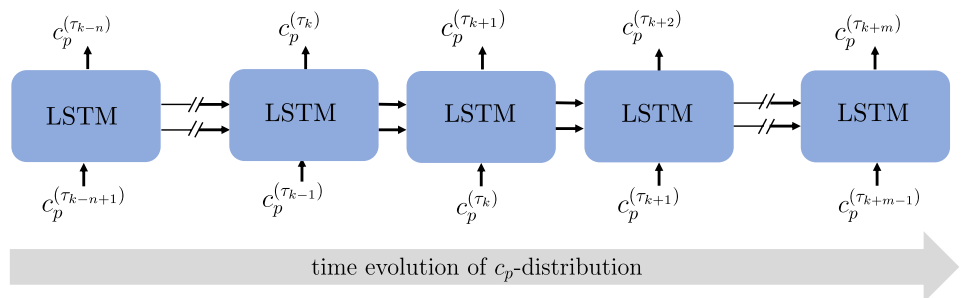 c_p^{(τ_{k-n})} c_p^{(τ_k)} c_p^{(τ_{k+1})} c_p^{(τ_{k+2})} c_p^{(τ_{k+m})}
LSTM LSTM LSTM LSTM LSTM
c_p^{(τ_{k-n+1})} c_p^{(τ_{k-1})} c_p^{(τ_k)} c_p^{(τ_{k+1})} c_p^{(τ_{k+m-1})}
time evolution of c_p-distribution